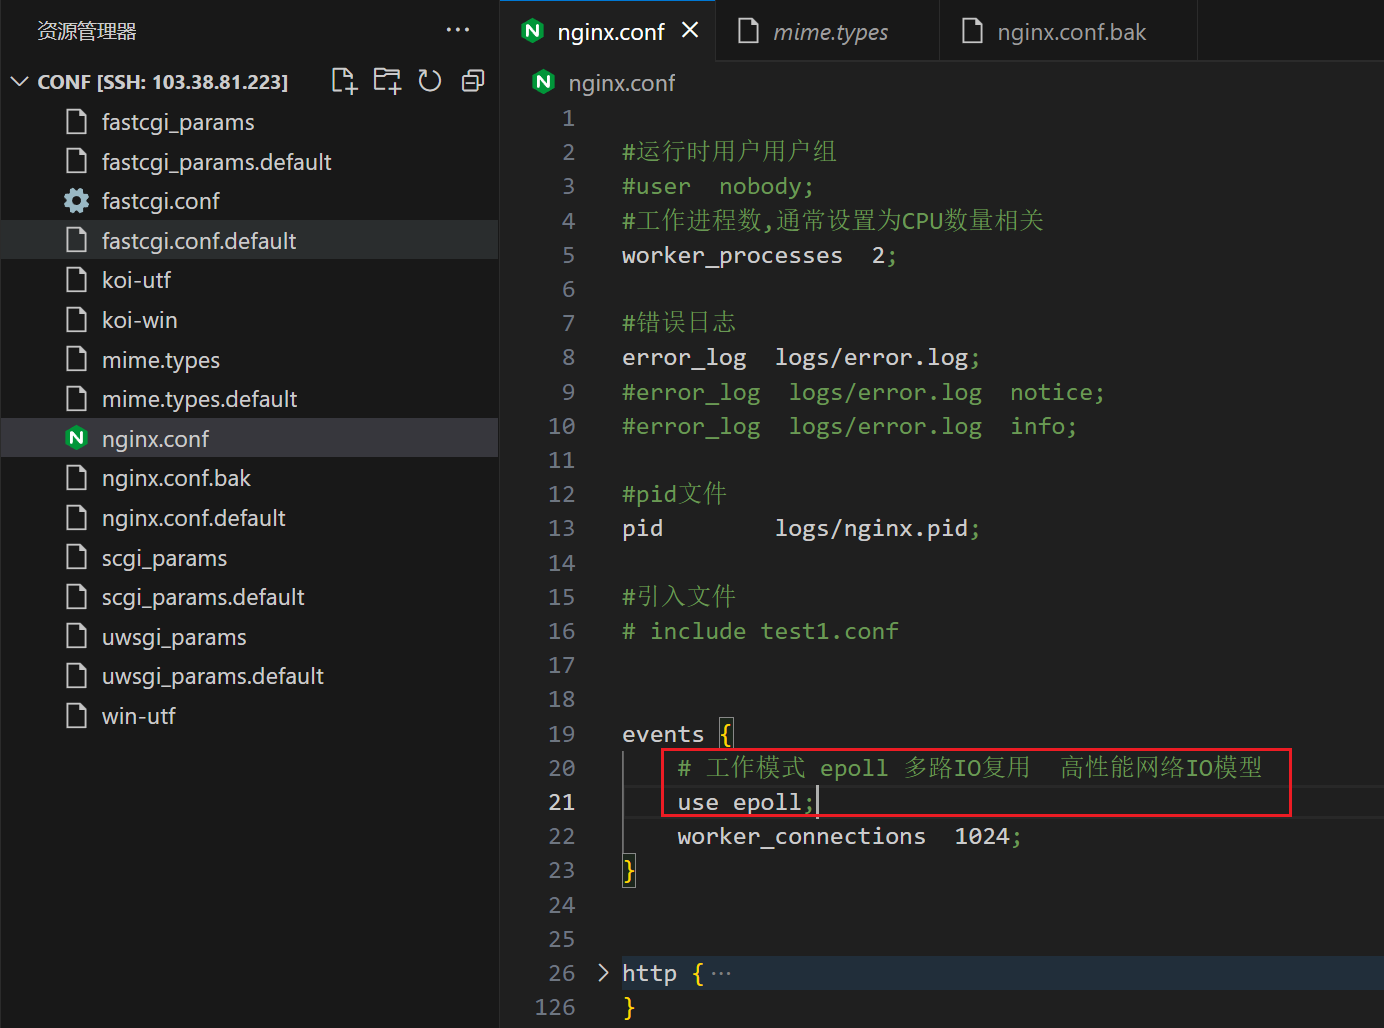 资源管理器
CONF [SSH: 103.38.81.223]
fastcgi_params
fastcgi_params.default
fastcgi.conf
fastcgi.conf.default
koi-utf
koi-win
mime.types
mime.types.default
nginx.conf
nginx.conf.bak
nginx.conf.default
scgi_params
scgi_params.default
uwsgi_params
uwsgi_params.default
win-utf
nginx.conf mime.types nginx.conf.bak
nginx.conf
1
2 #运行时用户用户组
3 #user  nobody;
4 #工作进程数,通常设置为CPU数量相关
5 worker_processes  2;
6
7 #错误日志
8 error_log  logs/error.log;
9 #error_log  logs/error.log  notice;
10 #error_log  logs/error.log  info;
11
12 #pid文件
13 pid        logs/nginx.pid;
14
15 #引入文件
16 # include test1.conf
17
18
19 events {
20     # 工作模式 epoll 多路IO复用  高性能网络IO模型
21     use epoll;
22     worker_connections  1024;
23 }
24
25
26 http { ···
126 }